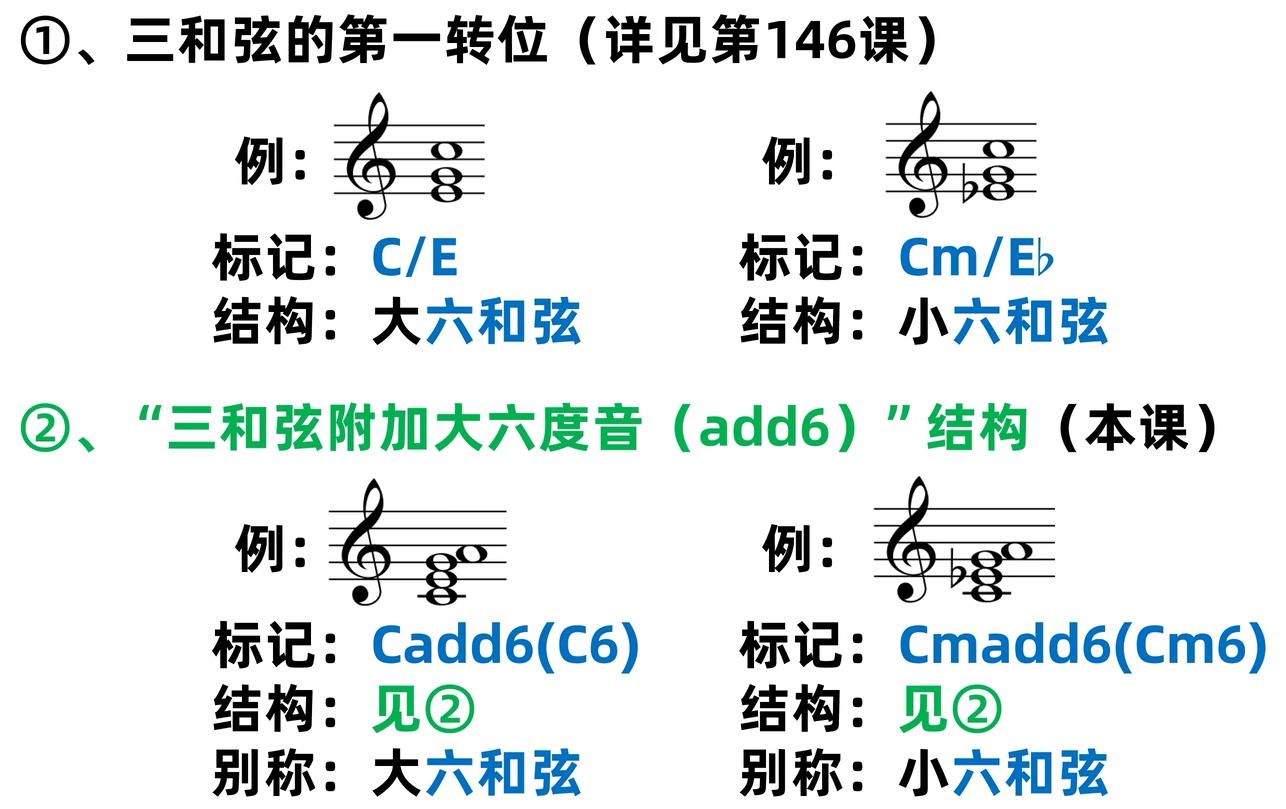 ①、三和弦的第一转位（详见第146课）
例： 例：
标记：C/E 标记：Cm/E♭
结构：大六和弦 结构：小六和弦
②、“三和弦附加大六度音（add6）”结构（本课）
例： 例：
标记：Cadd6(C6) 标记：Cmadd6(Cm6)
结构：见② 结构：见②
别称：大六和弦 别称：小六和弦